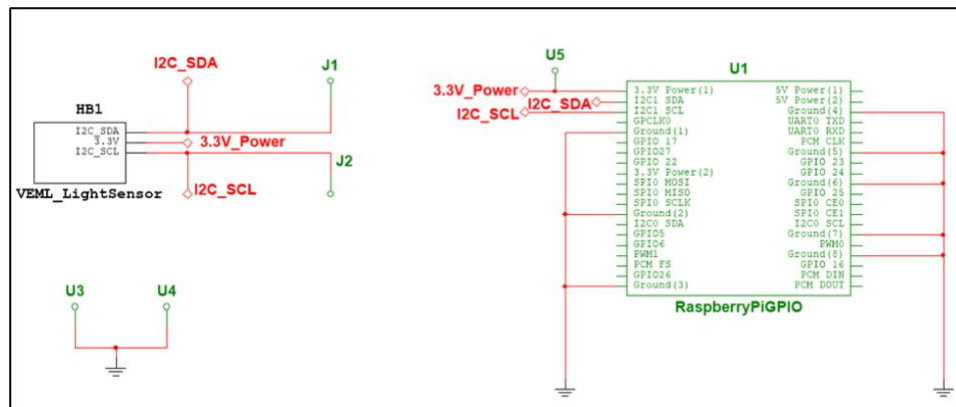 I2C_SDA
J1
HB1
I2C_SDA
3.3V
I2C_SCL
3.3V_Power
J2
I2C_SCL
VEML_LightSensor
U3
U4
U5
U1
3.3V_Power
I2C_SDA
I2C_SCL
3.3V Power(1)
I2C1 SDA
I2C1 SCL
GPCLK0
Ground(1)
GPIO 17
GPIO27
GPIO 22
3.3V Power(2)
SPI0 MOSI
SPI0 MISO
SPI0 SCLK
Ground(2)
I2C0 SDA
GPIO5
GPIO6
PWM1
PCM FS
GPIO26
Ground(3)
5V Power(1)
5V Power(2)
Ground(4)
UART0 TXD
UART0 RXD
PCM CLK
Ground(5)
GPIO 23
GPIO 24
Ground(6)
GPIO 25
SPI0 CE0
SPI0 CE1
I2C0 SCL
Ground(7)
PWM0
Ground(8)
GPIO 16
PCM DIN
PCM DOUT
RaspberryPiGPIO